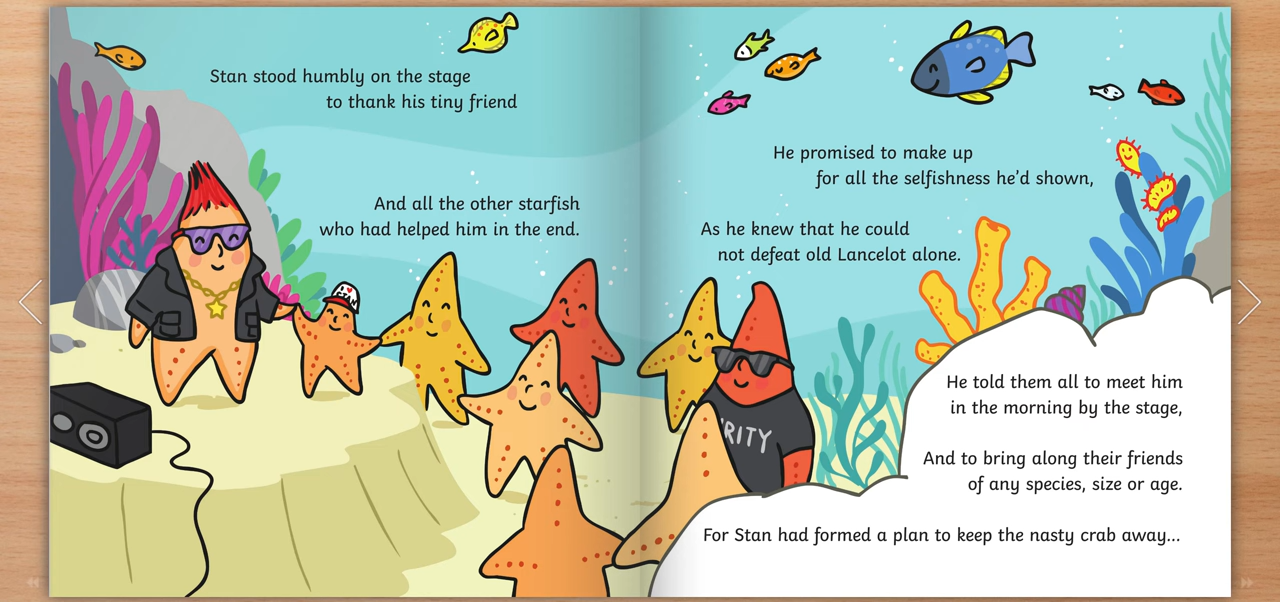 Stan stood humbly on the stage
to thank his tiny friend
And all the other starfish
who had helped him in the end.
I ♥
STAN
He promised to make up
for all the selfishness he'd shown,
As he knew that he could
not defeat old Lancelot alone.
RITY
He told them all to meet him
in the morning by the stage,
And to bring along their friends
of any species, size or age.
For Stan had formed a plan to keep the nasty crab away...